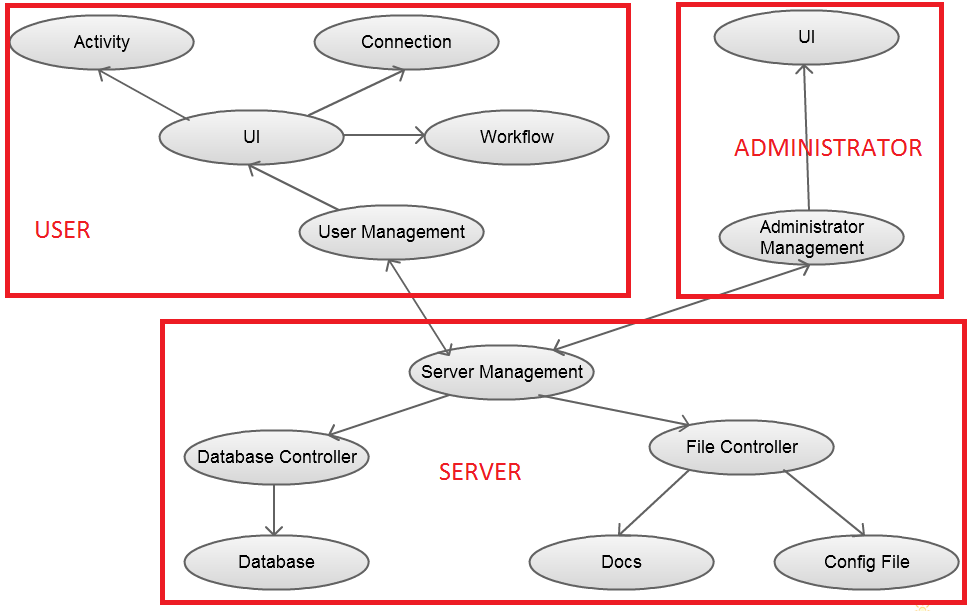 Activity
Connection
UI
UI
Workflow
ADMINISTRATOR
USER
User Management
Administrator
Management
Server Management
Database Controller
File Controller
SERVER
Database
Docs
Config File